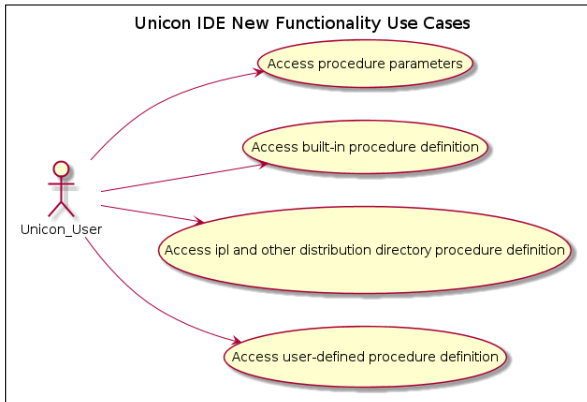 Unicon IDE New Functionality Use Cases
Access procedure parameters
Access built-in procedure definition
Unicon_User
Access ipl and other distribution directory procedure definition
Access user-defined procedure definition